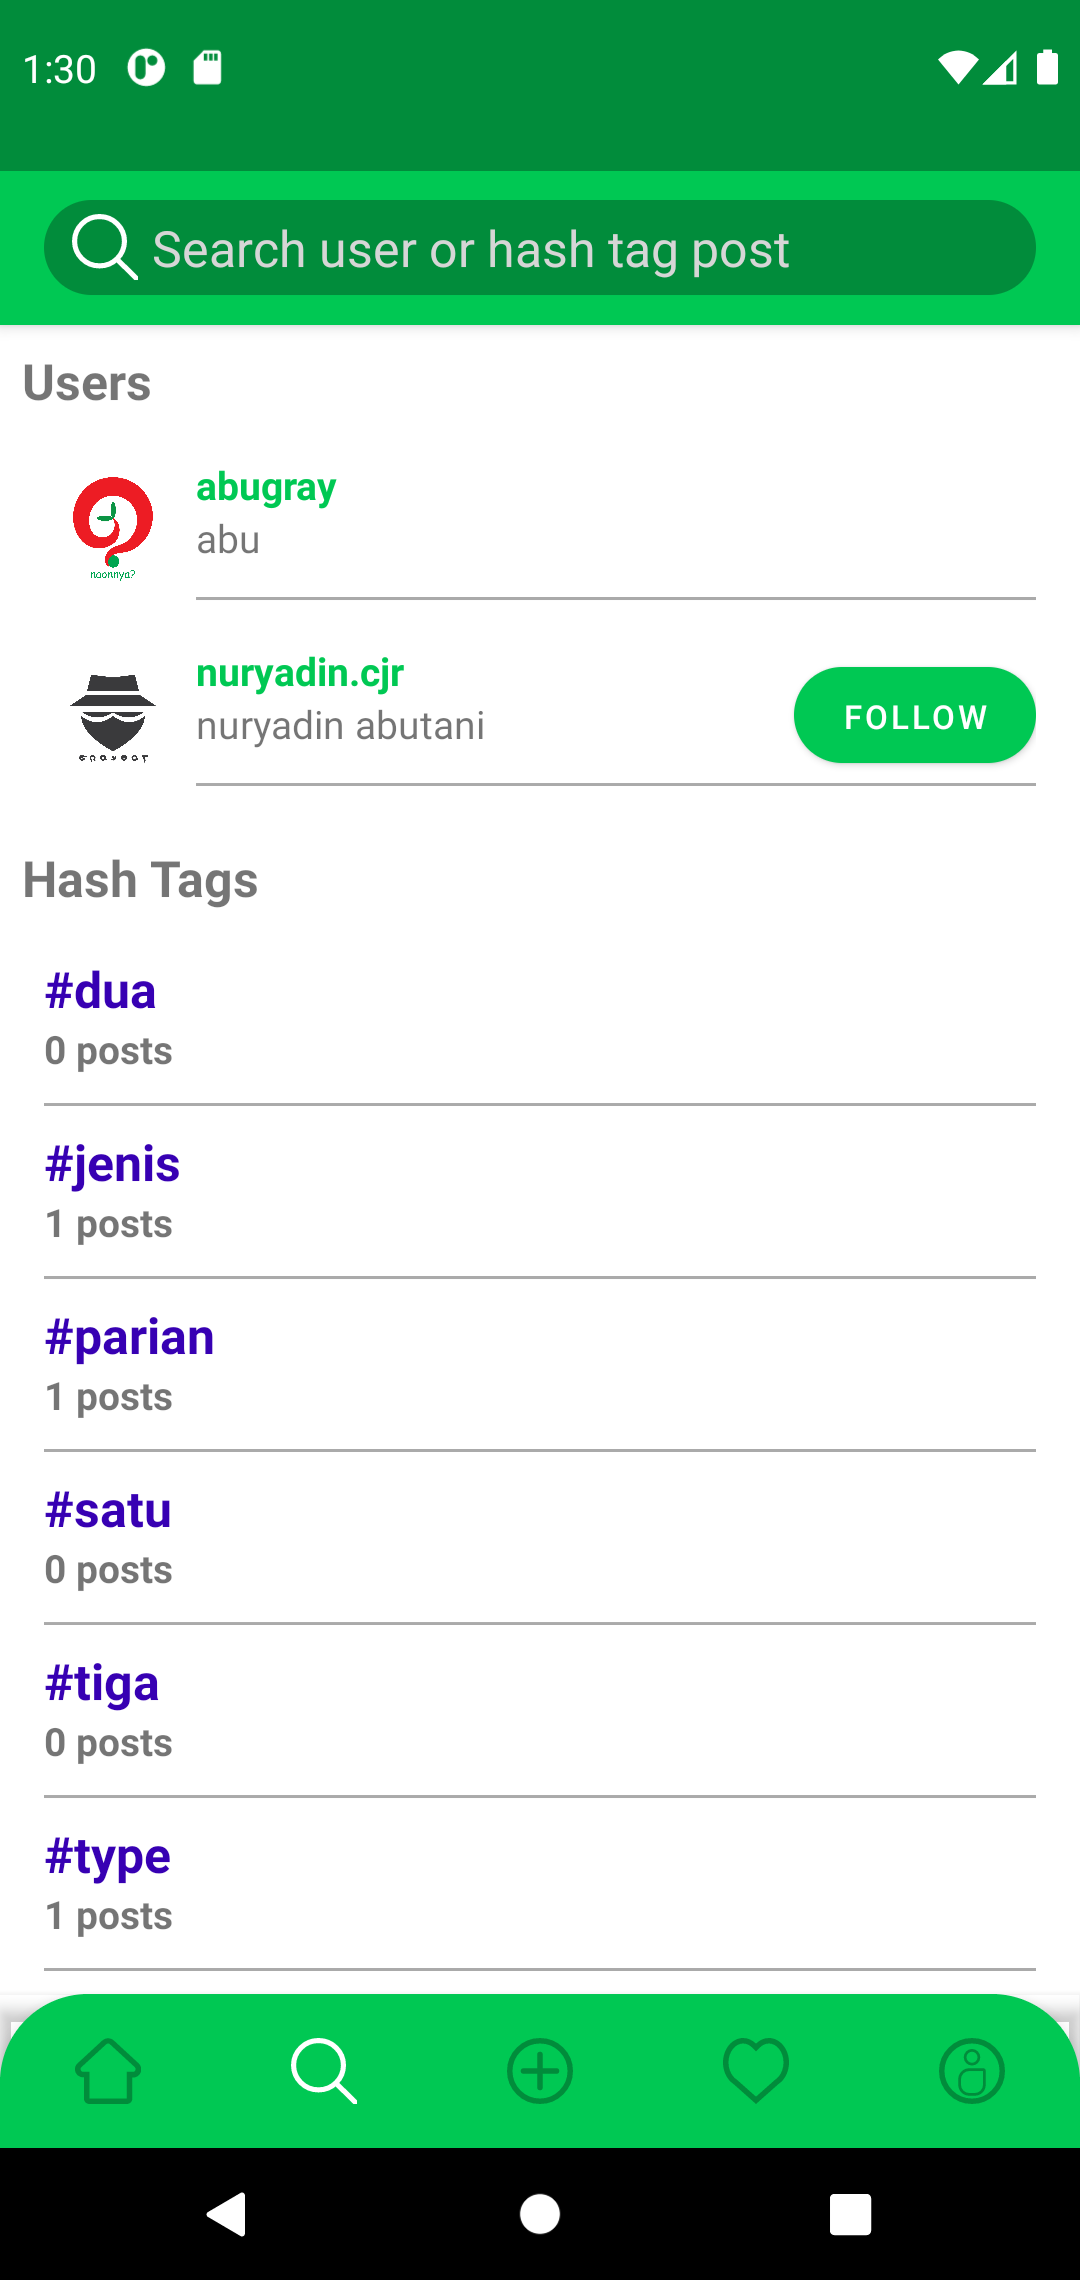 1:30
Search user or hash tag post
Users
abugray
abu
naonnya?
nuryadin.cjr
nuryadin abutani
FOLLOW
Hash Tags
#dua
0 posts
#jenis
1 posts
#parian
1 posts
#satu
0 posts
#tiga
0 posts
#type
1 posts